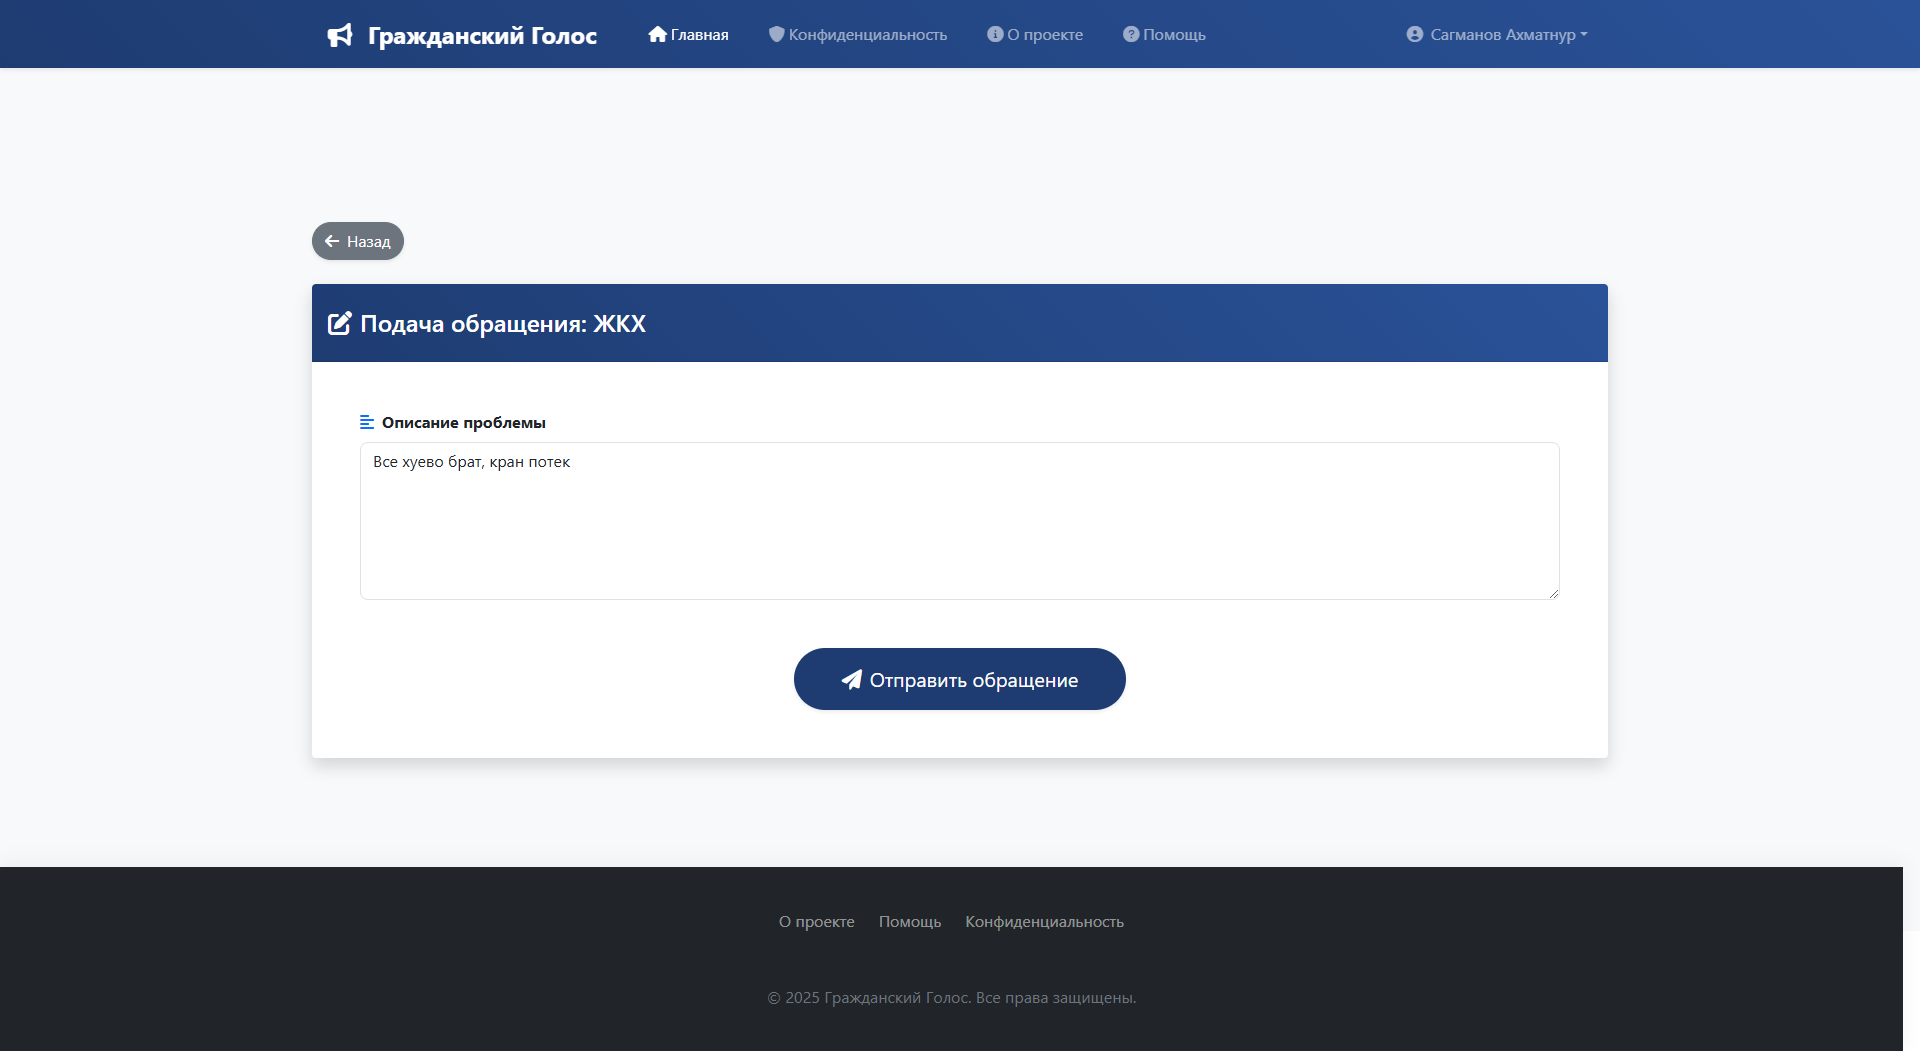 Гражданский Голос Главная Конфиденциальность О проекте Помощь Сагманов Ахматнур
Назад
Подача обращения: ЖКХ
Описание проблемы
Все хуево брат, кран потек
Отправить обращение
О проекте Помощь Конфиденциальность
© 2025 Гражданский Голос. Все права защищены.